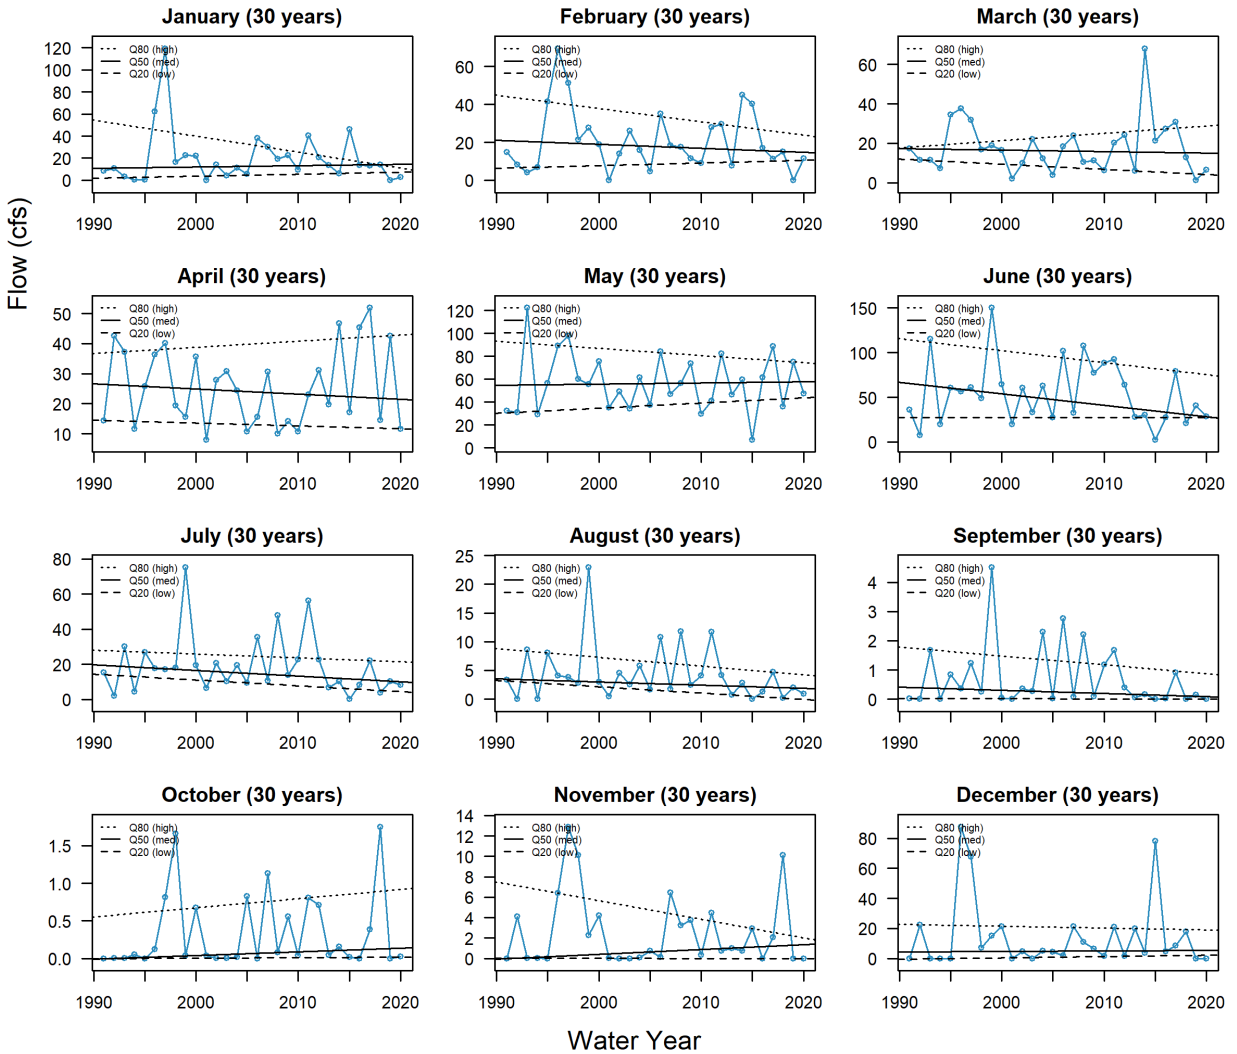 January (30 years)
February (30 years)
March (30 years)
Q80 (high)
Q50 (med)
Q20 (low)
0
20
40
60
80
100
120
1990
2000
2010
2020
Q80 (high)
Q50 (med)
Q20 (low)
0
20
40
60
1990
2000
2010
2020
Q80 (high)
Q50 (med)
Q20 (low)
0
20
40
60
1990
2000
2010
2020
Flow (cfs)
April (30 years)
May (30 years)
June (30 years)
Q80 (high)
Q50 (med)
Q20 (low)
10
20
30
40
50
1990
2000
2010
2020
Q80 (high)
Q50 (med)
Q20 (low)
0
20
40
60
80
100
120
1990
2000
2010
2020
Q80 (high)
Q50 (med)
Q20 (low)
0
50
100
150
1990
2000
2010
2020
July (30 years)
August (30 years)
September (30 years)
Q80 (high)
Q50 (med)
Q20 (low)
0
20
40
60
80
1990
2000
2010
2020
Q80 (high)
Q50 (med)
Q20 (low)
0
5
10
15
20
25
1990
2000
2010
2020
Q80 (high)
Q50 (med)
Q20 (low)
0
1
2
3
4
1990
2000
2010
2020
October (30 years)
November (30 years)
December (30 years)
Q80 (high)
Q50 (med)
Q20 (low)
0.0
0.5
1.0
1.5
1990
2000
2010
2020
Q80 (high)
Q50 (med)
Q20 (low)
0
2
4
6
8
10
12
14
1990
2000
2010
2020
Q80 (high)
Q50 (med)
Q20 (low)
0
20
40
60
80
1990
2000
2010
2020
Water Year